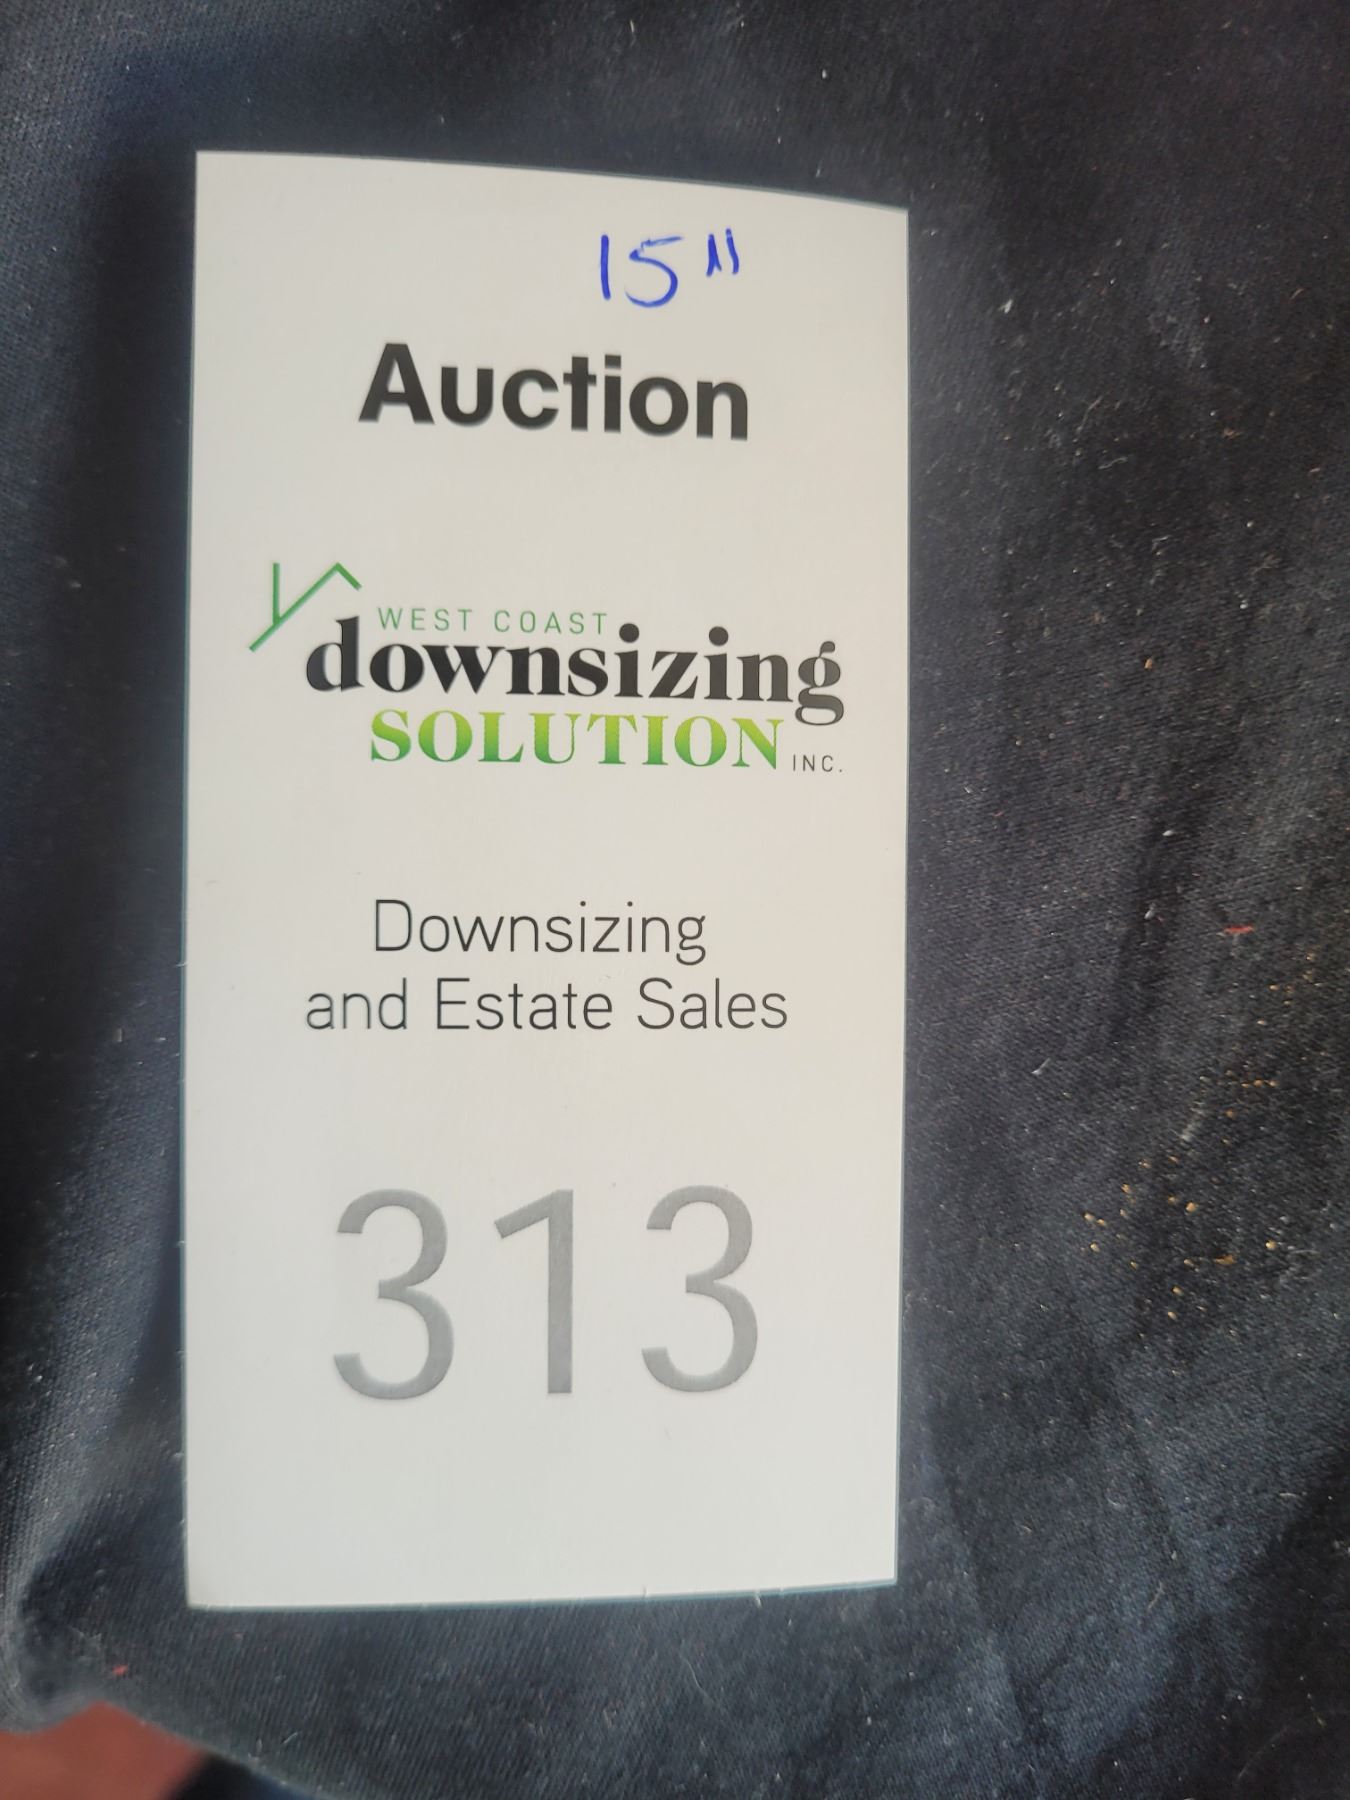 15"
Auction
WEST COAST
downsizing
SOLUTION INC.
Downsizing
and Estate Sales
313